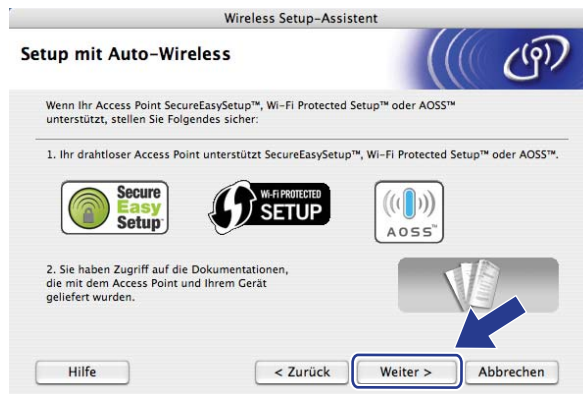 Wireless Setup-Assistent
Setup mit Auto-Wireless
Wenn Ihr Access Point SecureEasySetup™, Wi-Fi Protected Setup™ oder AOSS™
unterstützt, stellen Sie Folgendes sicher:
1. Ihr drahtloser Access Point unterstützt SecureEasySetup™, Wi-Fi Protected Setup™ oder AOSS™.
Secure
Easy
Setup
Wi-Fi PROTECTED
SETUP
AOSS™
2. Sie haben Zugriff auf die Dokumentationen,
die mit dem Access Point und Ihrem Gerät
geliefert wurden.
Hilfe
< Zurück
Weiter >
Abbrechen